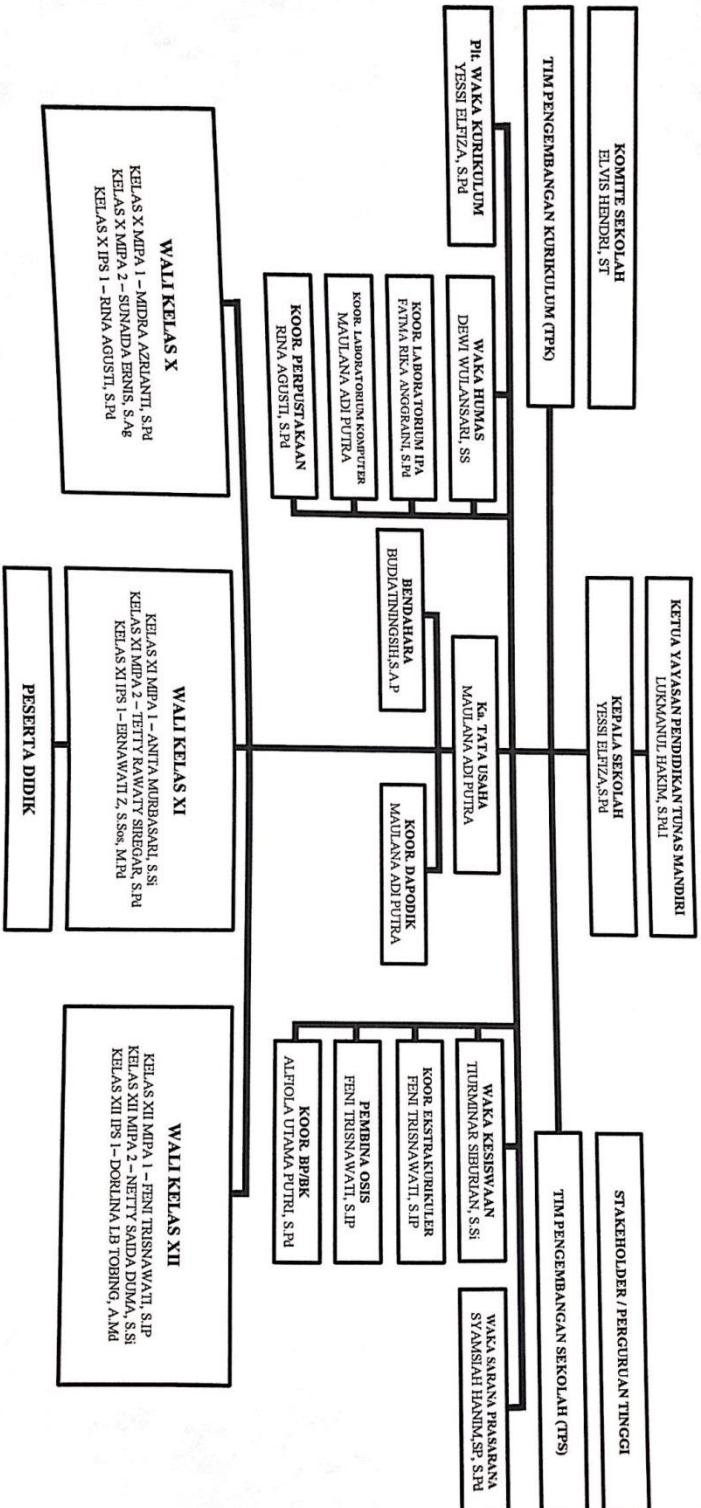 KOMITE SEKOLAH
ELVIS HENDRI, ST
KETUA YAYASAN PENDIDIKAN TUNAS MANDIRI
LUKMANUL HAKIM, S.Pd.I
STAKEHOLDER / PERGURUAN TINGGI
TIM PENGEMBANGAN KURIKULUM (TPK)
KEPALA SEKOLAH
YESSI ELFIZA,S.Pd
TIM PENGEMBANGAN SEKOLAH (TPS)
Plt. WAKA KURIKULUM
YESSI ELFIZA, S.Pd
WAKA HUMAS
DEWI WULANSARI, SS
KOOR. LABORATORIUM IPA
FATMA RIKA ANGGRAINI, S.Pd
KOOR. LABORATORIUM KOMPUTER
MAULANA ADI PUTRA
KOOR. PERPUSTAKAAN
RINA AGUSTI, S.Pd
Ka. TATA USAHA
MAULANA ADI PUTRA
BENDAHARA
BUDIATININGSIH,S.A.P
KOOR. DAPODIK
MAULANA ADI PUTRA
WAKA KESISWAAN
TIURMINAR SIBURIAN, S.Si
KOOR. EKSTRAKURIKULER
FENI TRISNAWATI, S.IP
PEMBINA OSIS
FENI TRISNAWATI, S.IP
KOOR. BP/BK
ALFIOLA UTAMA PUTRI, S.Pd
WAKA SARANA PRASARANA
SYAMSIAH HANIM,SP, S.Pd
WALI KELAS X
KELAS X MIPA 1 – MIDRA AZRIANTI, S.Pd
KELAS X MIPA 2 – SUNAIDA ERNIS, S.Ag
KELAS X IPS 1 – RINA AGUSTI, S.Pd
WALI KELAS XI
KELAS XI MIPA 1 – ANITA MURBASARI, S.Si
KELAS XI MIPA 2 – TETTY RAWATY SIREGAR, S.Pd
KELAS XI IPS 1– ERNAWATI Z, S.Sos, M.Pd
WALI KELAS XII
KELAS XII MIPA 1 – FENI TRISNAWATI, S.IP
KELAS XII MIPA 2 – NETTY SAIDA DUMA, S.Si
KELAS XII IPS 1– DORLINA LB TOBING, A.Md
PESERTA DIDIK